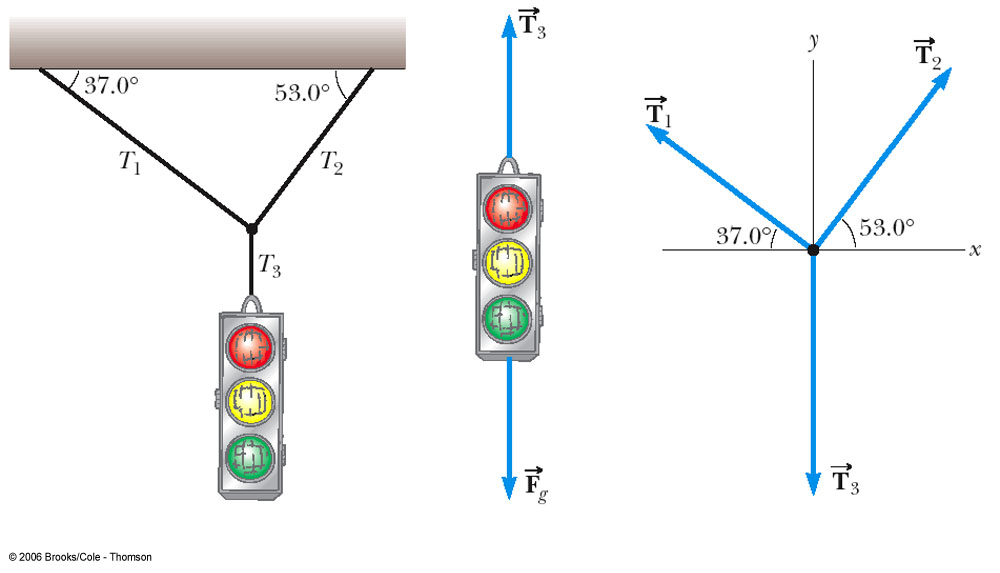 37.0°
53.0°
T₁
T₂
T₃
T⃗₃
F⃗g
y
T⃗₂
T⃗₁
37.0°
53.0°
x
T⃗₃
© 2006 Brooks/Cole - Thomson